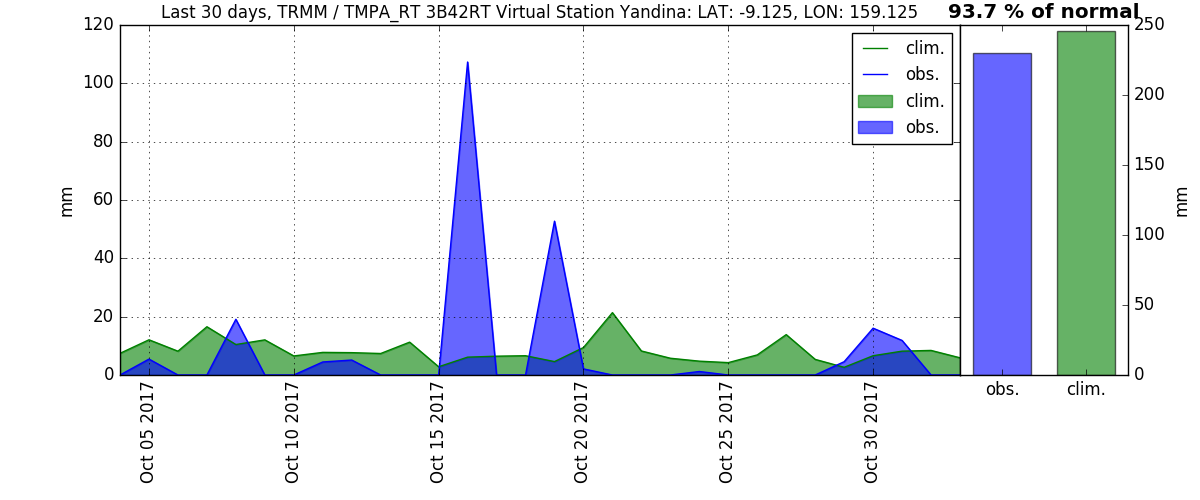 Last 30 days, TRMM / TMPA_RT 3B42RT Virtual Station Yandina: LAT: -9.125, LON: 159.125
93.7 % of normal
120
100
80
60
40
20
0
mm
clim.
obs.
clim.
obs.
250
200
150
100
50
0
mm
obs.
clim.
Oct 05 2017
Oct 10 2017
Oct 15 2017
Oct 20 2017
Oct 25 2017
Oct 30 2017